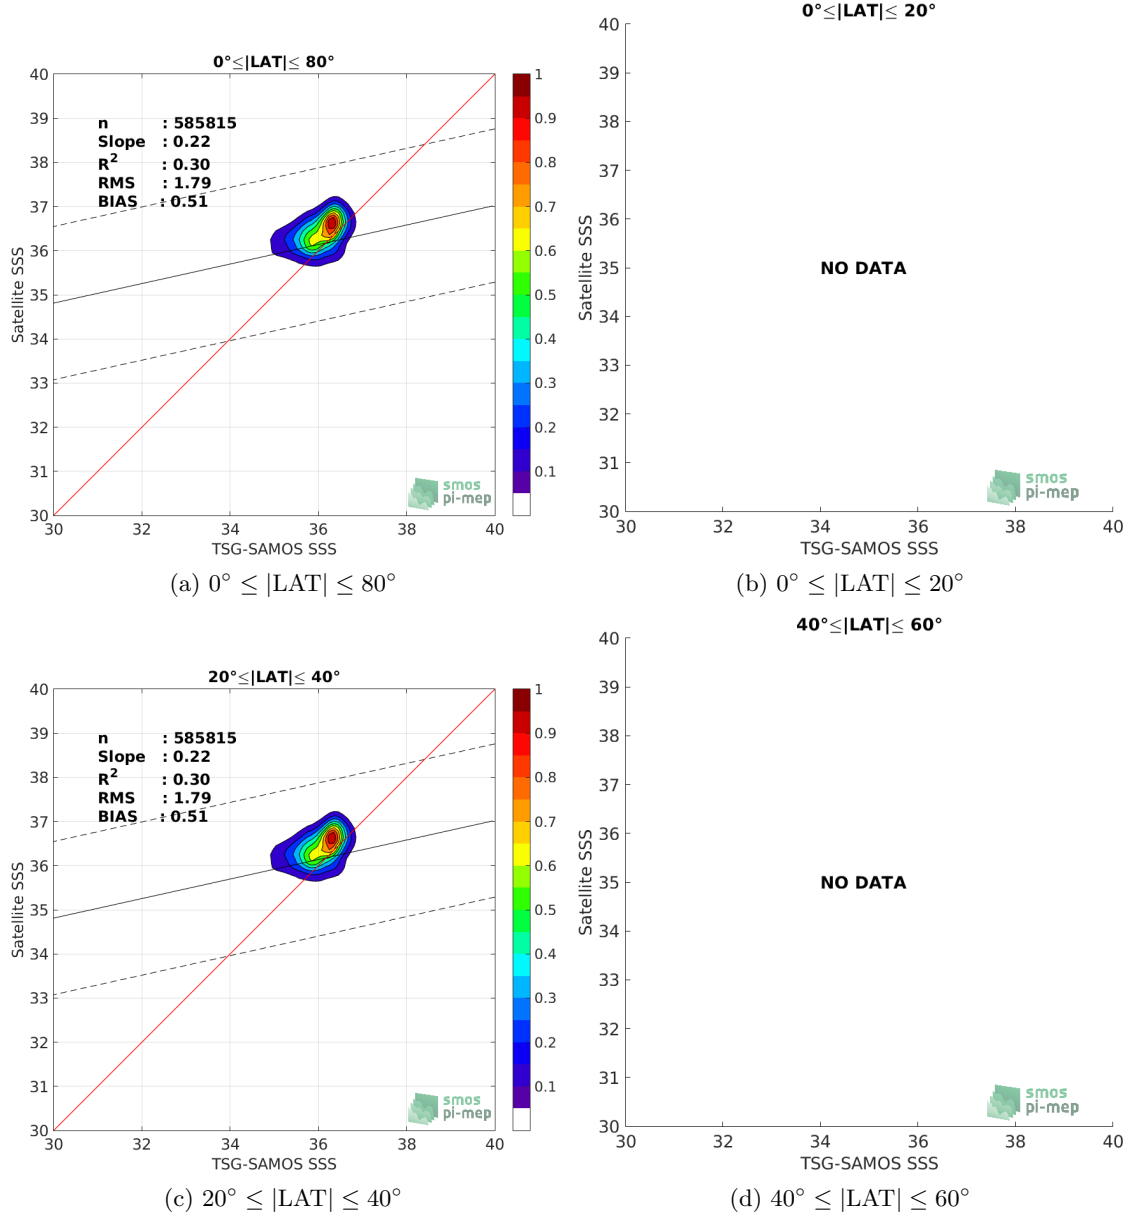 0°≤|LAT|≤ 80°
n : 585815
Slope : 0.22
R² : 0.30
RMS : 1.79
BIAS : 0.51
40
39
38
37
36
35
34
33
32
31
30
Satellite SSS
30 32 34 36 38 40
TSG-SAMOS SSS
1
0.9
0.8
0.7
0.6
0.5
0.4
0.3
0.2
0.1
smos
pi-mep
(a) 0° ≤ |LAT| ≤ 80°
0°≤|LAT|≤ 20°
40
39
38
37
36
35
34
33
32
31
30
Satellite SSS
NO DATA
30 32 34 36 38 40
TSG-SAMOS SSS
smos
pi-mep
(b) 0° ≤ |LAT| ≤ 20°
20°≤|LAT|≤ 40°
n : 585815
Slope : 0.22
R² : 0.30
RMS : 1.79
BIAS : 0.51
40
39
38
37
36
35
34
33
32
31
30
Satellite SSS
30 32 34 36 38 40
TSG-SAMOS SSS
1
0.9
0.8
0.7
0.6
0.5
0.4
0.3
0.2
0.1
smos
pi-mep
(c) 20° ≤ |LAT| ≤ 40°
40°≤|LAT|≤ 60°
40
39
38
37
36
35
34
33
32
31
30
Satellite SSS
NO DATA
30 32 34 36 38 40
TSG-SAMOS SSS
smos
pi-mep
(d) 40° ≤ |LAT| ≤ 60°